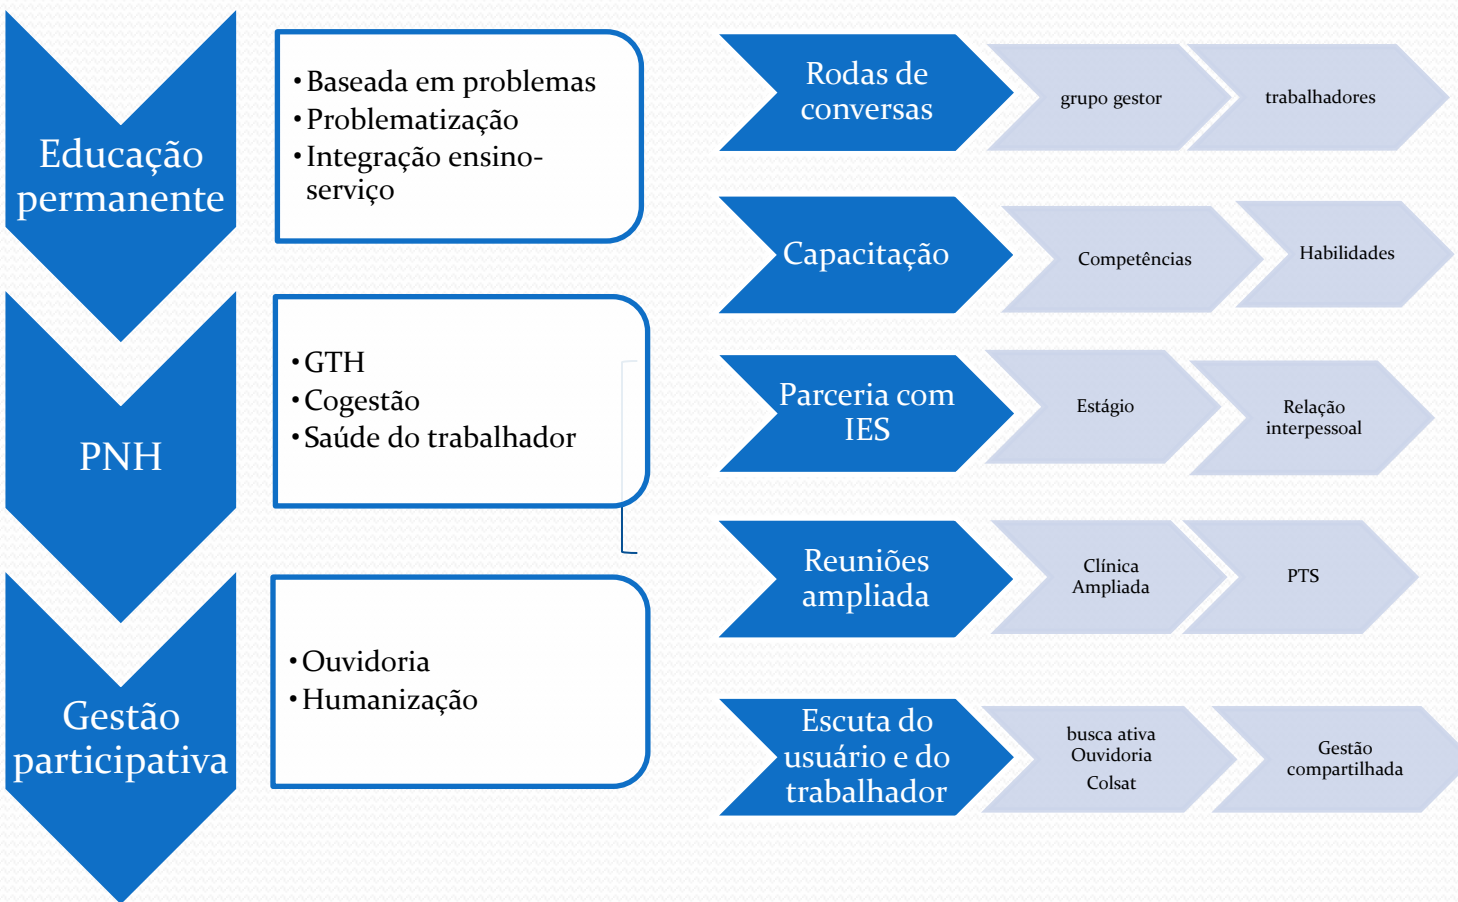 Educação
permanente
• Baseada em problemas
• Problematização
• Integração ensino-
serviço
PNH
• GTH
• Cogestão
• Saúde do trabalhador
Gestão
participativa
• Ouvidoria
• Humanização
Rodas de
conversas
grupo gestor
trabalhadores
Capacitação
Competências
Habilidades
Parceria com
IES
Estágio
Relação
interpessoal
Reuniões
ampliada
Clínica
Ampliada
PTS
Escuta do
usuário e do
trabalhador
busca ativa
Ouvidoria
Colsat
Gestão
compartilhada